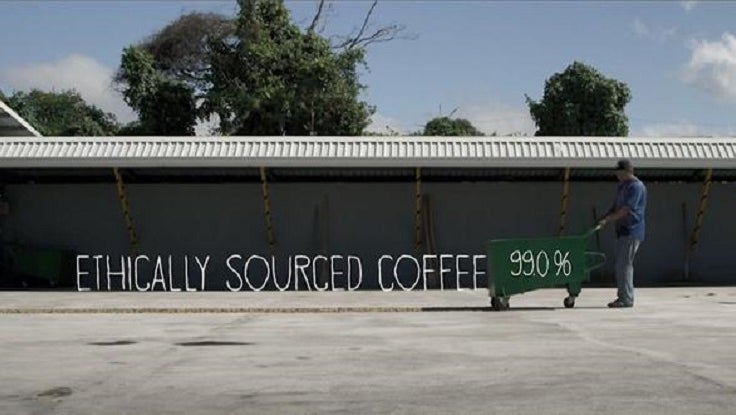 ETHICALLY SOURCED COFFEE 99.0%